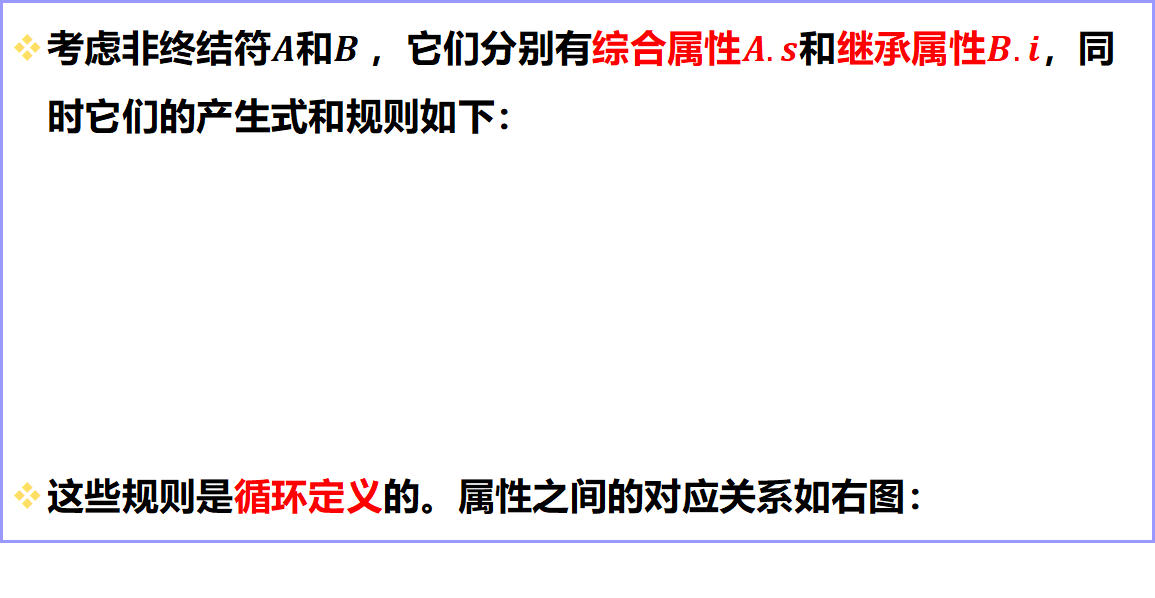 ❖考虑非终结符A和B，它们分别有综合属性A.s和继承属性B.i，同
时它们的产生式和规则如下：
❖这些规则是循环定义的。属性之间的对应关系如右图：